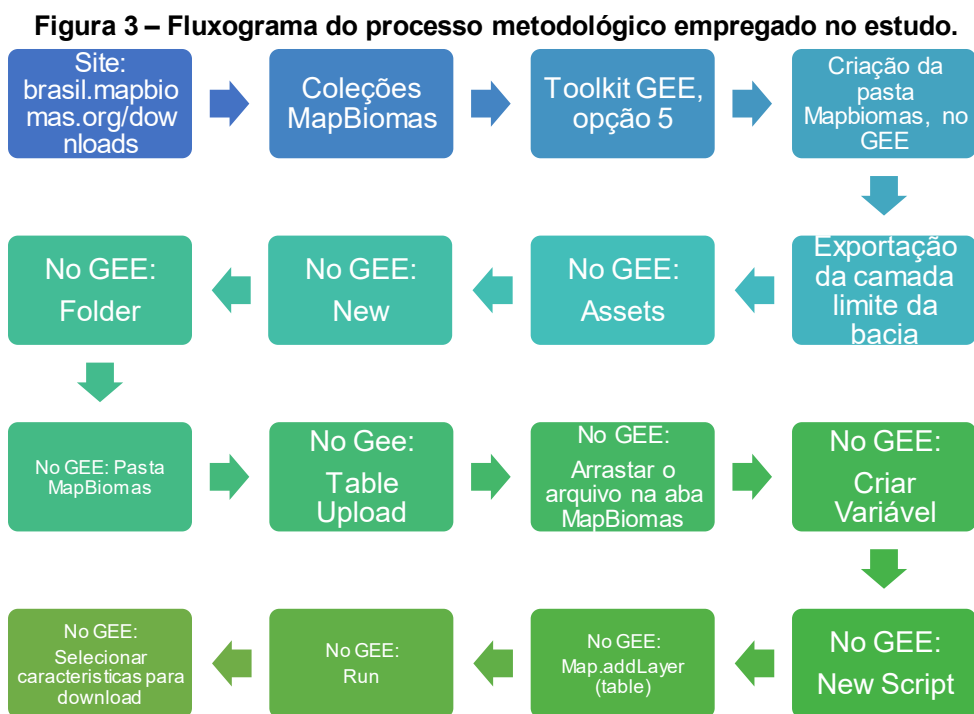 Figura 3 – Fluxograma do processo metodológico empregado no estudo.
Site:
brasil.mapbio
mas.org/dow
nloads
Coleções
MapBiomas
Toolkit GEE,
opção 5
Criação da
pasta
Mapbiomas, no
GEE
Exportação
da camada
limite da
bacia
No GEE:
Assets
No GEE:
New
No GEE:
Folder
No GEE: Pasta
MapBiomas
No Gee:
Table
Upload
No GEE:
Arrastar o
arquivo na aba
MapBiomas
No GEE:
Criar
Variável
No GEE:
New Script
No GEE:
Map.addLayer
(table)
No GEE:
Run
No GEE:
Selecionar
caracteristicas para
download